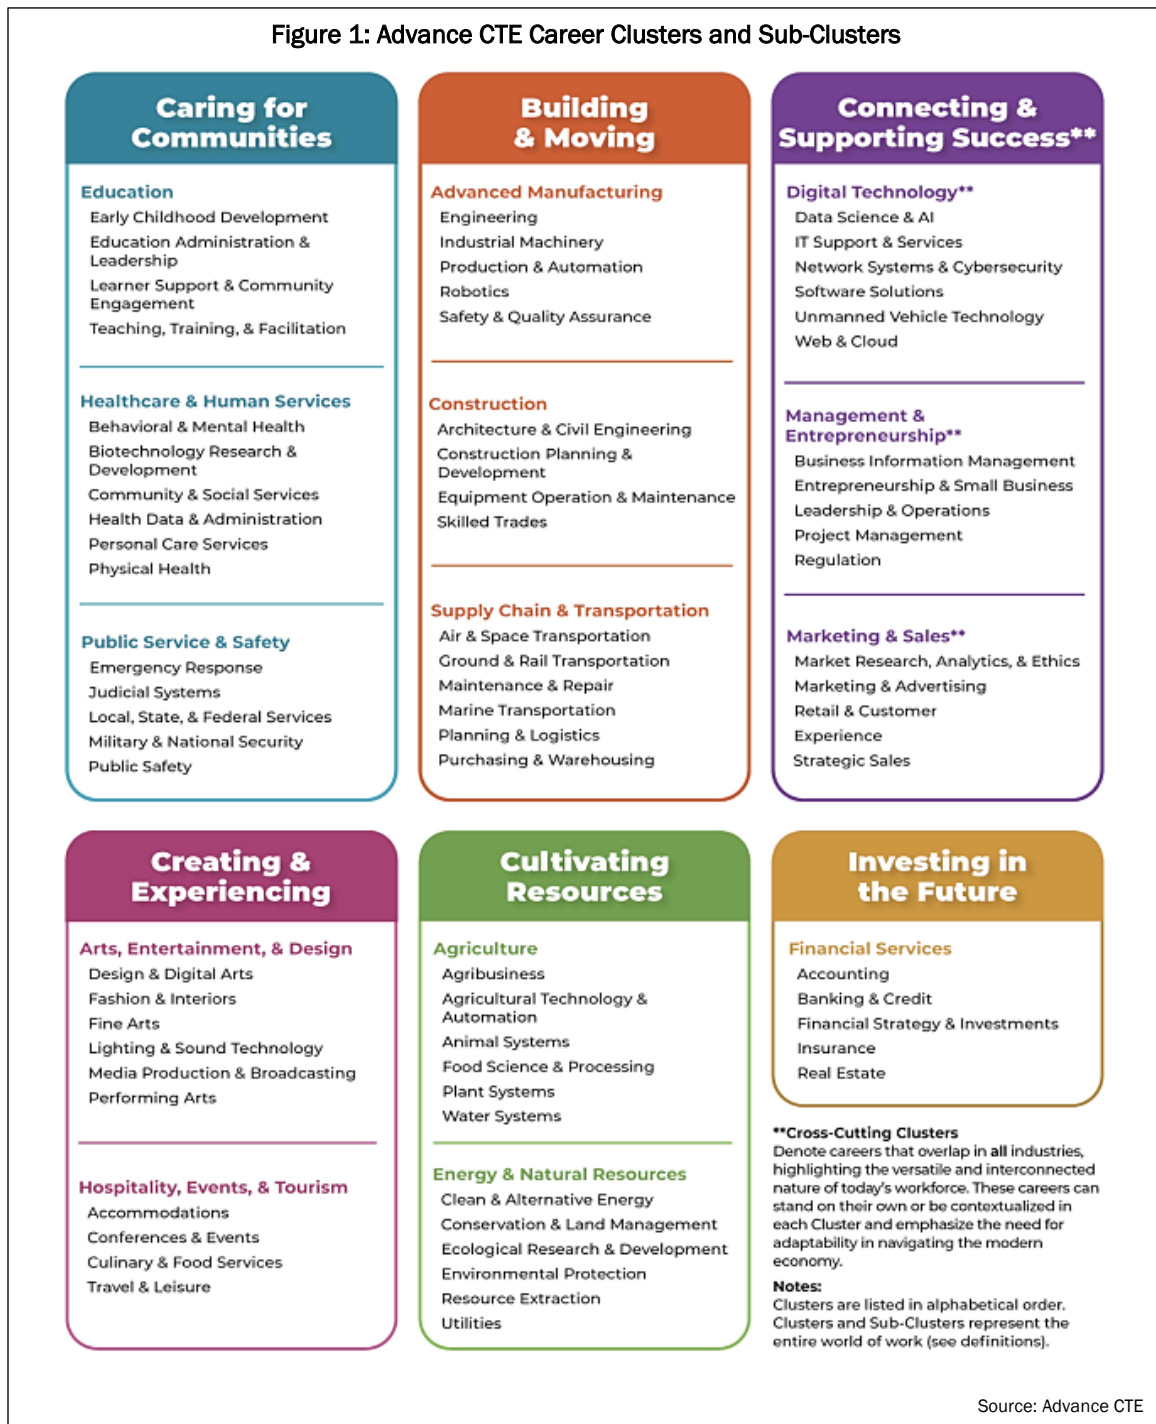 Figure 1: Advance CTE Career Clusters and Sub-Clusters
Caring for
Communities
Education
Early Childhood Development
Education Administration &
Leadership
Learner Support & Community
Engagement
Teaching, Training, & Facilitation
Healthcare & Human Services
Behavioral & Mental Health
Biotechnology Research &
Development
Community & Social Services
Health Data & Administration
Personal Care Services
Physical Health
Public Service & Safety
Emergency Response
Judicial Systems
Local, State, & Federal Services
Military & National Security
Public Safety
Building
& Moving
Advanced Manufacturing
Engineering
Industrial Machinery
Production & Automation
Robotics
Safety & Quality Assurance
Construction
Architecture & Civil Engineering
Construction Planning &
Development
Equipment Operation & Maintenance
Skilled Trades
Supply Chain & Transportation
Air & Space Transportation
Ground & Rail Transportation
Maintenance & Repair
Marine Transportation
Planning & Logistics
Purchasing & Warehousing
Connecting &
Supporting Success**
Digital Technology**
Data Science & AI
IT Support & Services
Network Systems & Cybersecurity
Software Solutions
Unmanned Vehicle Technology
Web & Cloud
Management &
Entrepreneurship**
Business Information Management
Entrepreneurship & Small Business
Leadership & Operations
Project Management
Regulation
Marketing & Sales**
Market Research, Analytics, & Ethics
Marketing & Advertising
Retail & Customer
Experience
Strategic Sales
Creating &
Experiencing
Arts, Entertainment, & Design
Design & Digital Arts
Fashion & Interiors
Fine Arts
Lighting & Sound Technology
Media Production & Broadcasting
Performing Arts
Hospitality, Events, & Tourism
Accommodations
Conferences & Events
Culinary & Food Services
Travel & Leisure
Cultivating
Resources
Agriculture
Agribusiness
Agricultural Technology &
Automation
Animal Systems
Food Science & Processing
Plant Systems
Water Systems
Energy & Natural Resources
Clean & Alternative Energy
Conservation & Land Management
Ecological Research & Development
Environmental Protection
Resource Extraction
Utilities
Investing in
the Future
Financial Services
Accounting
Banking & Credit
Financial Strategy & Investments
Insurance
Real Estate
**Cross-Cutting Clusters
Denote careers that overlap in all industries,
highlighting the versatile and interconnected
nature of today's workforce. These careers can
stand on their own or be contextualized in
each Cluster and emphasize the need for
adaptability in navigating the modern
economy.
Notes:
Clusters are listed in alphabetical order.
Clusters and Sub-Clusters represent the
entire world of work (see definitions).
Source: Advance CTE